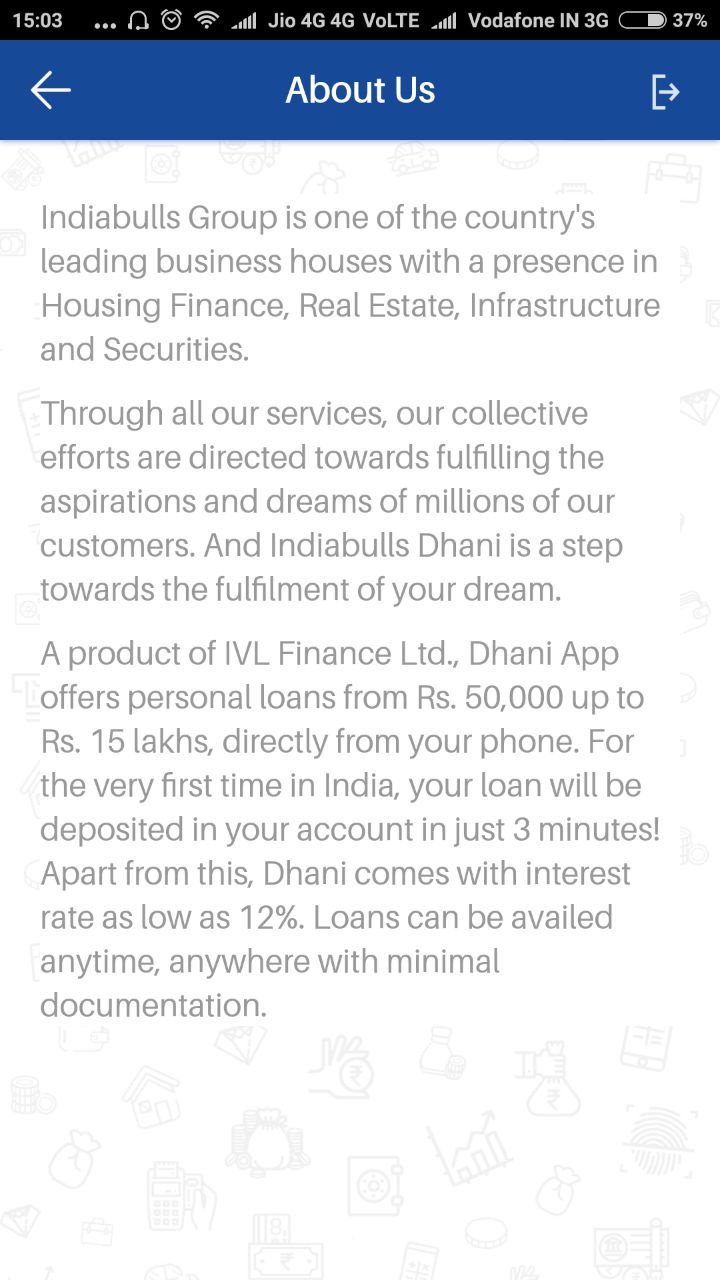 15:03 ... Jio 4G 4G VoLTE Vodafone IN 3G 37%
About Us
Indiabulls Group is one of the country's
leading business houses with a presence in
Housing Finance, Real Estate, Infrastructure
and Securities.
Through all our services, our collective
efforts are directed towards fulfilling the
aspirations and dreams of millions of our
customers. And Indiabulls Dhani is a step
towards the fulfilment of your dream.
A product of IVL Finance Ltd., Dhani App
offers personal loans from Rs. 50,000 up to
Rs. 15 lakhs, directly from your phone. For
the very first time in India, your loan will be
deposited in your account in just 3 minutes!
Apart from this, Dhani comes with interest
rate as low as 12%. Loans can be availed
anytime, anywhere with minimal
documentation.